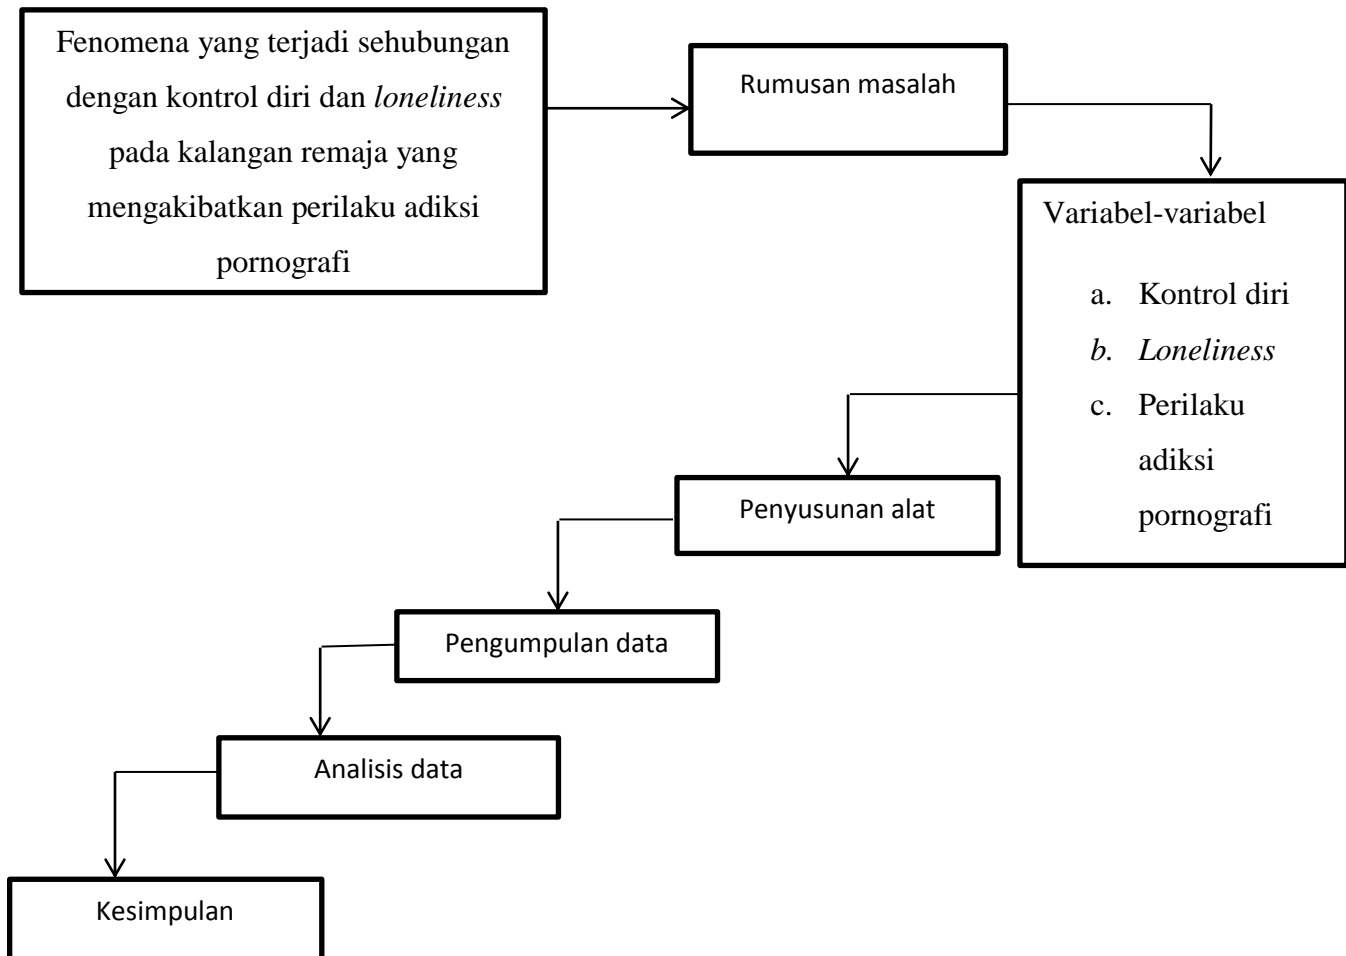 Fenomena yang terjadi sehubungan
dengan kontrol diri dan loneliness
pada kalangan remaja yang
mengakibatkan perilaku adiksi
pornografi
Rumusan masalah
Variabel-variabel
a. Kontrol diri
b. Loneliness
c. Perilaku
adiksi
pornografi
Penyusunan alat
Pengumpulan data
Analisis data
Kesimpulan